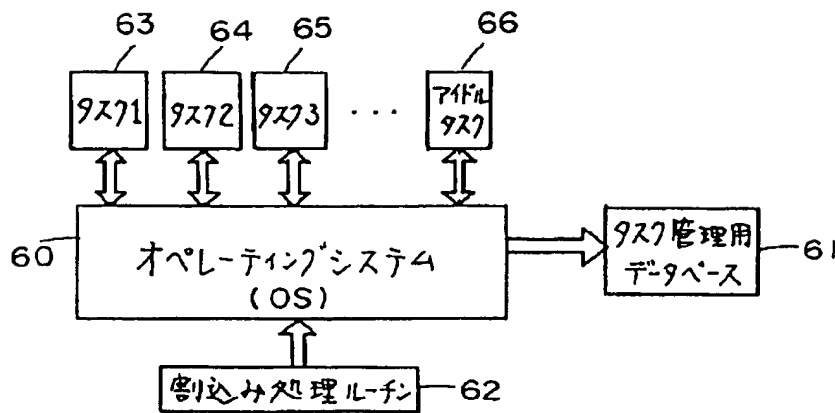 63
64
65
66
タスク1
タスク2
タスク3
...
アイドル
タスク
60
オペレーティングシステム
(OS)
タスク管理用
データベース
61
割込み処理ルーチン
62